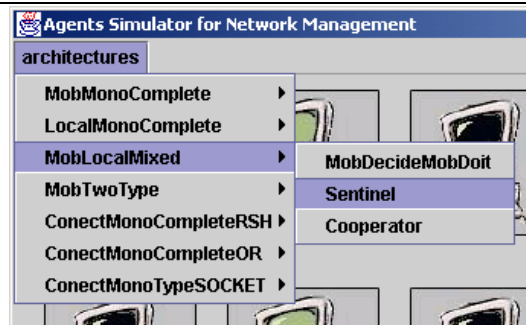 Agents Simulator for Network Management
architectures
MobMonoComplete
LocalMonoComplete
MobLocalMixed
MobDecideMobDoit
MobTwoType
Sentinel
ConectMonoCompleteRSH
Cooperator
ConectMonoCompleteOR
ConectMonoTypeSOCKET